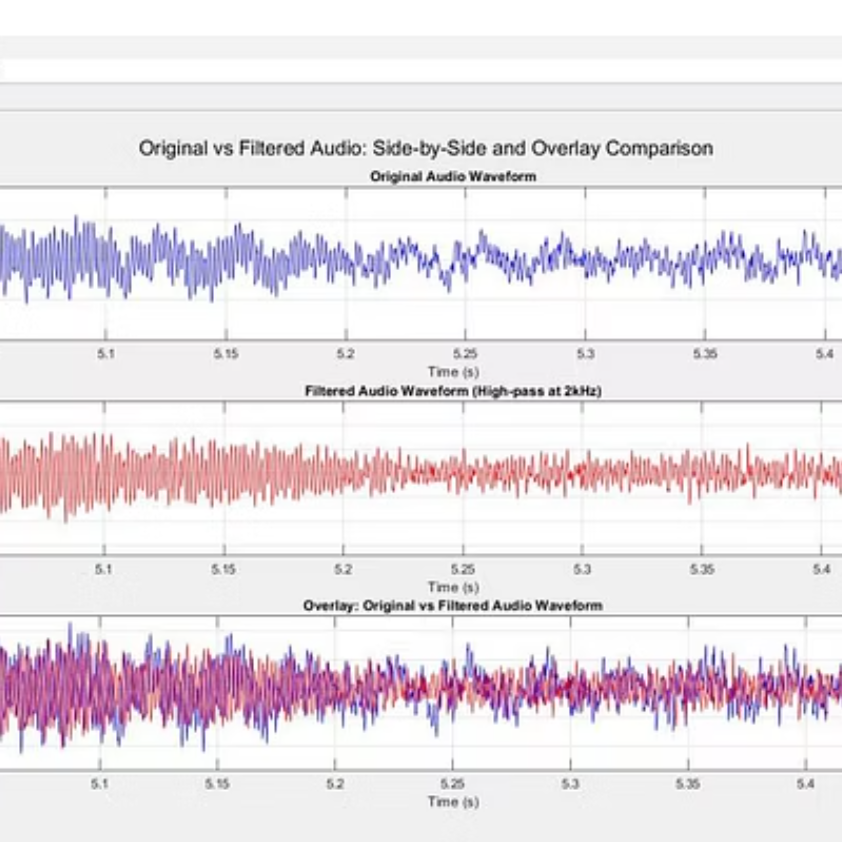 Original vs Filtered Audio: Side-by-Side and Overlay Comparison
Original Audio Waveform
5.1 5.15 5.2 5.25 5.3 5.35 5.4
Time (s)
Filtered Audio Waveform (High-pass at 2kHz)
5.1 5.15 5.2 5.25 5.3 5.35 5.4
Time (s)
Overlay: Original vs Filtered Audio Waveform
5.1 5.15 5.2 5.25 5.3 5.35 5.4
Time (s)